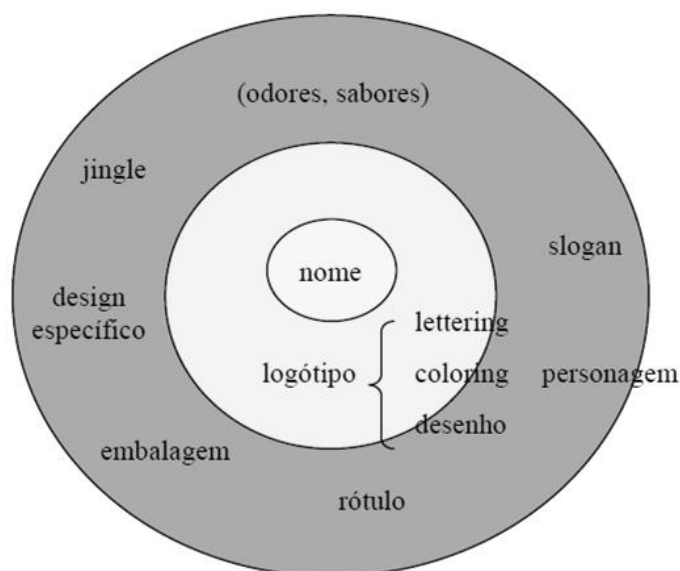 (odores, sabores)
jingle
slogan
nome
design
específico
lettering
logótipo
coloring
personagem
desenho
embalagem
rótulo